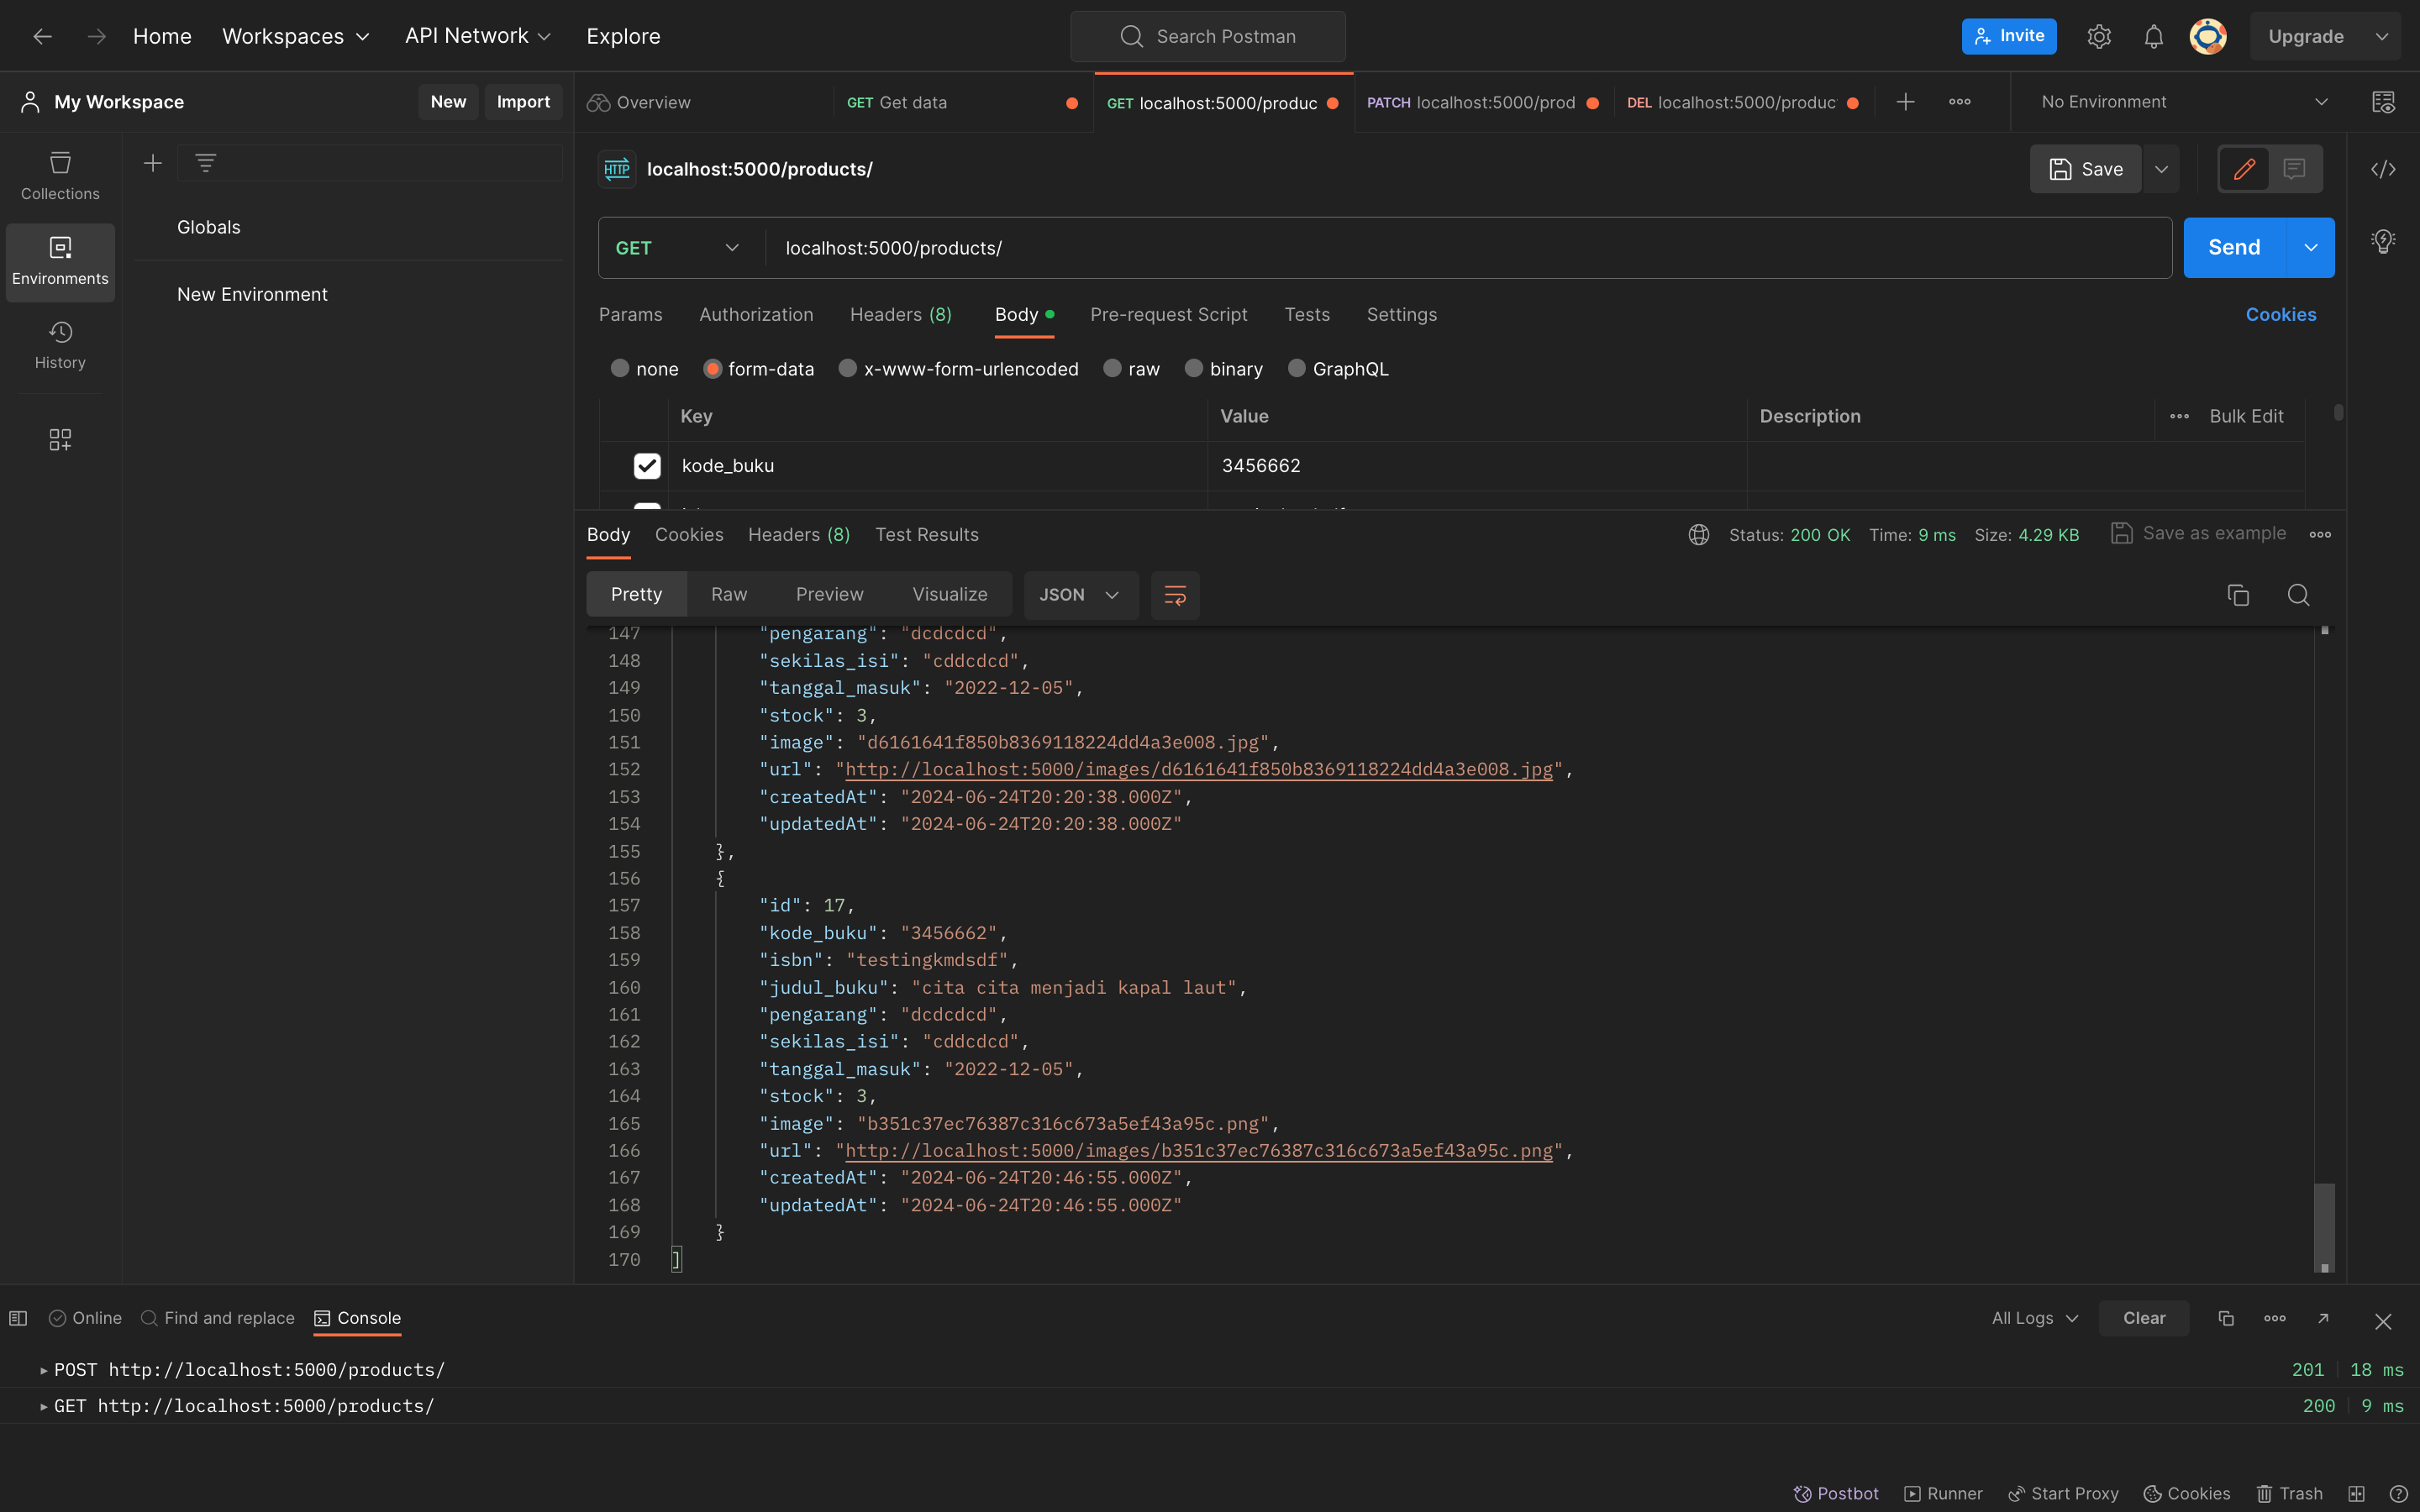 Home Workspaces API Network Explore Search Postman Invite Upgrade
My Workspace New Import Overview GET Get data GET localhost:5000/produc PATCH localhost:5000/prod DEL localhost:5000/produc No Environment
Collections
Environments
History
Globals
New Environment
HTTP localhost:5000/products/ Save
GET localhost:5000/products/ Send
Params Authorization Headers (8) Body Pre-request Script Tests Settings Cookies
none form-data x-www-form-urlencoded raw binary GraphQL
Key Value Description Bulk Edit
kode_buku 3456662
Body Cookies Headers (8) Test Results Status: 200 OK Time: 9 ms Size: 4.29 KB Save as example
Pretty Raw Preview Visualize JSON
147 "pengarang": "dcdcdcd",
148 "sekilas_isi": "cddcdcd",
149 "tanggal_masuk": "2022-12-05",
150 "stock": 3,
151 "image": "d6161641f850b8369118224dd4a3e008.jpg",
152 "url": "http://localhost:5000/images/d6161641f850b8369118224dd4a3e008.jpg",
153 "createdAt": "2024-06-24T20:20:38.000Z",
154 "updatedAt": "2024-06-24T20:20:38.000Z"
155 },
156 {
157 "id": 17,
158 "kode_buku": "3456662",
159 "isbn": "testingkmdsdf",
160 "judul_buku": "cita cita menjadi kapal laut",
161 "pengarang": "dcdcdcd",
162 "sekilas_isi": "cddcdcd",
163 "tanggal_masuk": "2022-12-05",
164 "stock": 3,
165 "image": "b351c37ec76387c316c673a5ef43a95c.png",
166 "url": "http://localhost:5000/images/b351c37ec76387c316c673a5ef43a95c.png",
167 "createdAt": "2024-06-24T20:46:55.000Z",
168 "updatedAt": "2024-06-24T20:46:55.000Z"
169 }
170 ]
Online Find and replace Console All Logs Clear
POST http://localhost:5000/products/ 201 18 ms
GET http://localhost:5000/products/ 200 9 ms
Postbot Runner Start Proxy Cookies Trash